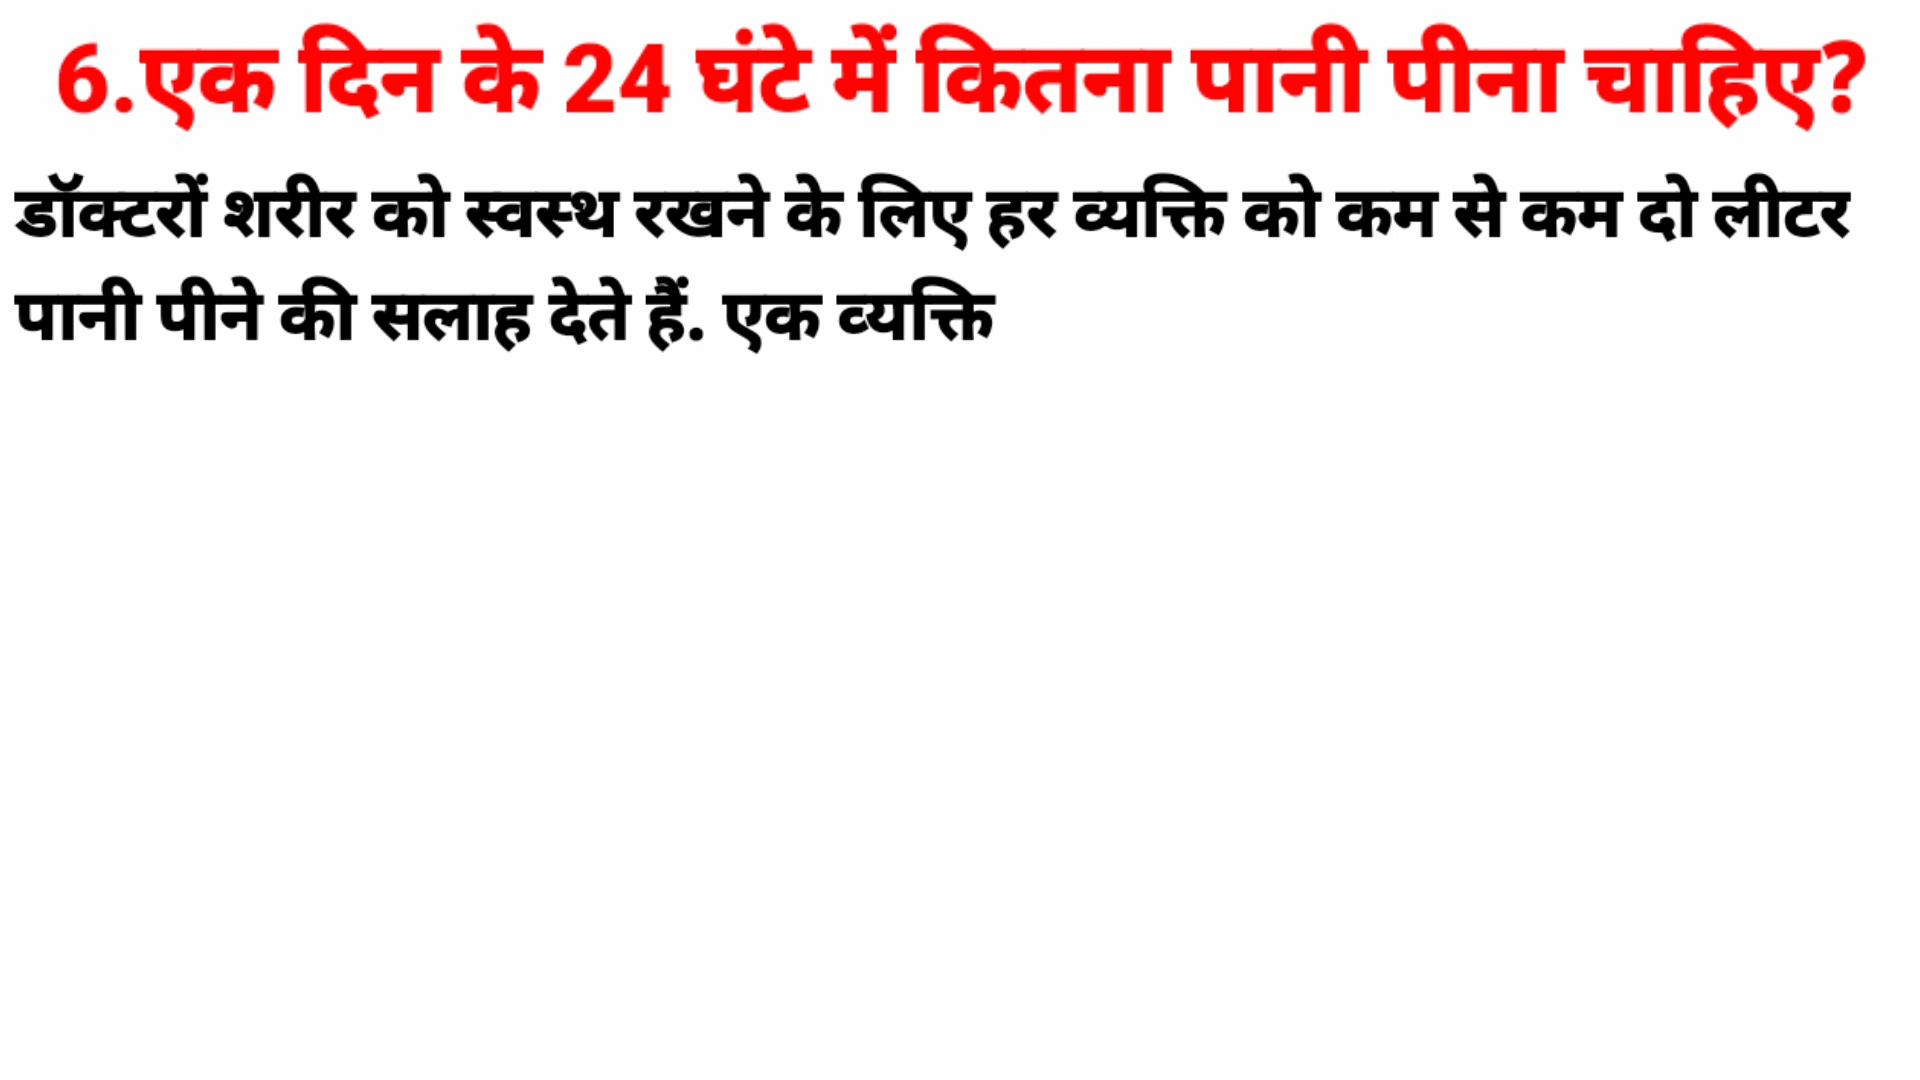 6.एक दिन के 24 घंटे में कितना पानी पीना चाहिए?
डॉक्टरों शरीर को स्वस्थ रखने के लिए हर व्यक्ति को कम से कम दो लीटर
पानी पीने की सलाह देते हैं. एक व्यक्ति